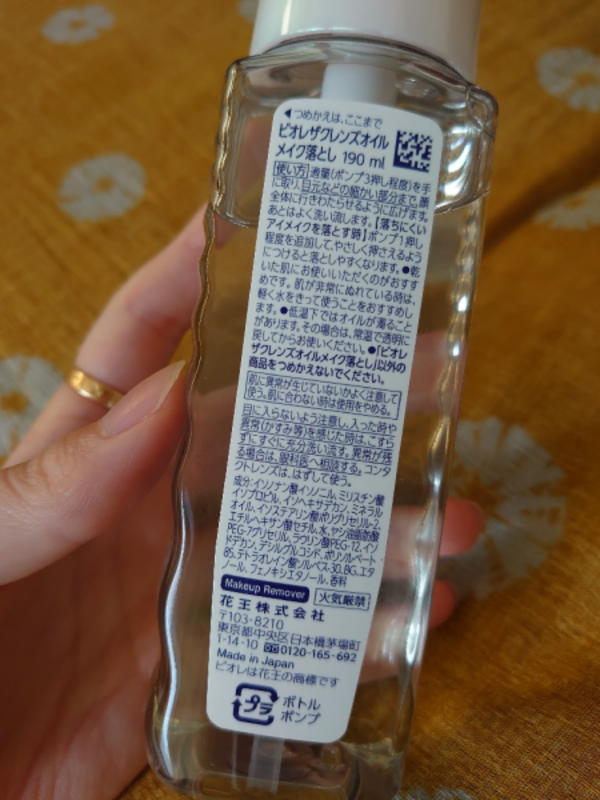 ◀つめかえは、ここまで
ビオレザクレンズオイル
メイク落とし 190 ml
使い方 適量(ポンプ3押し程度)を手
に取り、目元などの細かい部分まで、顔
全体に行きわたらせるように広げます。
あとはよく洗い流します。【落ちにくい
アイメイクを落とす時】ポンプ1押し
程度を追加して、やさしく押さえるよう
につけると落としやすくなります。●乾
いた肌にお使いいただくのがおすす
めです。肌が非常にぬれている時は、
軽く水をきって使うことをおすすめし
ます。●低温下ではオイルが濁ること
があります。その場合は、常温で透明に
戻してからお使いください。●「ビオレ
ザクレンズオイルメイク落とし」以外の
商品をつめかえないでください。
肌に異常が生じていないかよく注意して
使う。肌に合わない時は使用をやめる。
目に入らないよう注意し、入った時や
異常(かすみ等)を感じた時は、こすら
ずにすぐに充分洗い流す。異常が残
る場合は、眼科医へ相談する。コンタ
クトレンズは、はずして使う。
成分:イソノナン酸イソノニル、ミリスチン酸
イソプロピル、イソヘキサデカン、ミネラル
オイル、イソステアリン酸ポリグリセリル-2、
エチルヘキサン酸セチル、水、ヤシ油脂肪酸
PEG-7グリセリル、ラウリン酸PEG-12、イソ
ドデカン、デシルグルコシド、ポリソルベート
85、テトラオレイン酸ソルベス-30、BG、エタ
ノール、フェノキシエタノール、香料
Makeup Remover 火気厳禁
花王株式会社
〒103-8210
東京都中央区日本橋茅場町
1-14-10 0120-165-692
Made in Japan
ビオレは花王の商標です
プラ ボトル
ポンプ